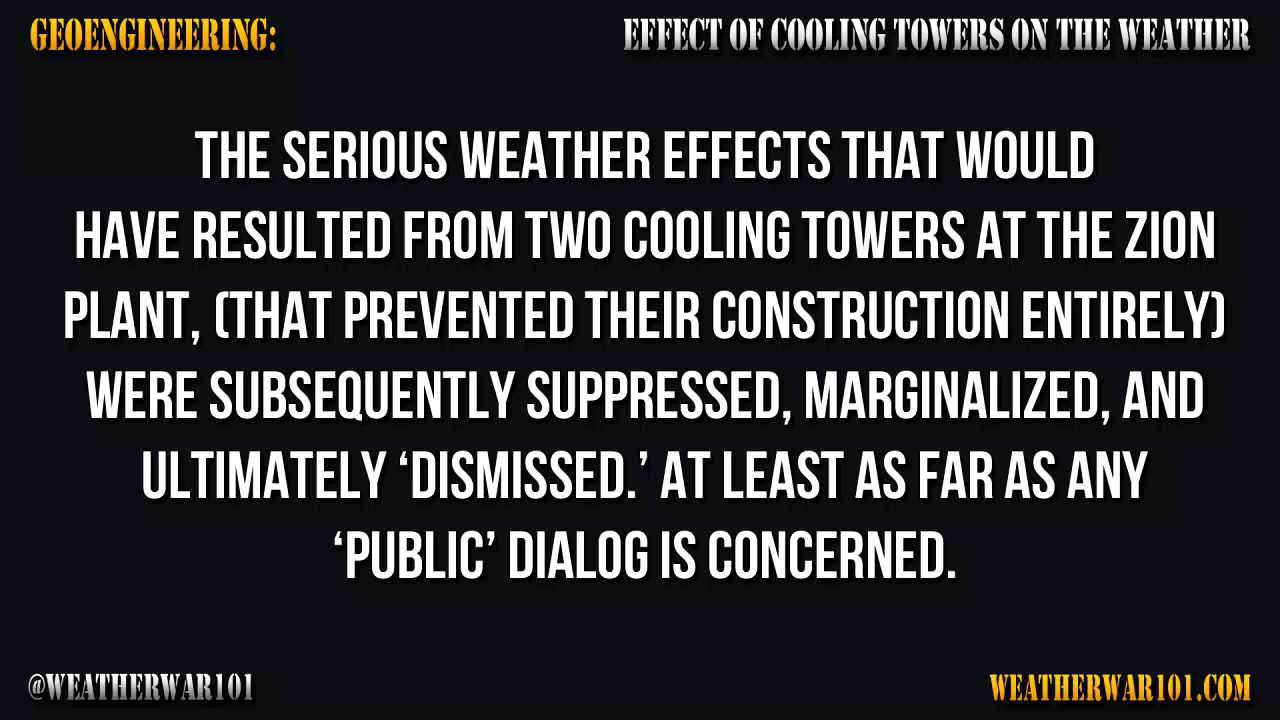 GEOENGINEERING:
EFFECT OF COOLING TOWERS ON THE WEATHER
THE SERIOUS WEATHER EFFECTS THAT WOULD
HAVE RESULTED FROM TWO COOLING TOWERS AT THE ZION
PLANT, (THAT PREVENTED THEIR CONSTRUCTION ENTIRELY)
WERE SUBSEQUENTLY SUPPRESSED, MARGINALIZED, AND
ULTIMATELY ‘DISMISSED.’ AT LEAST AS FAR AS ANY
‘PUBLIC’ DIALOG IS CONCERNED.
@WEATHERWAR101
WEATHERWAR101.COM